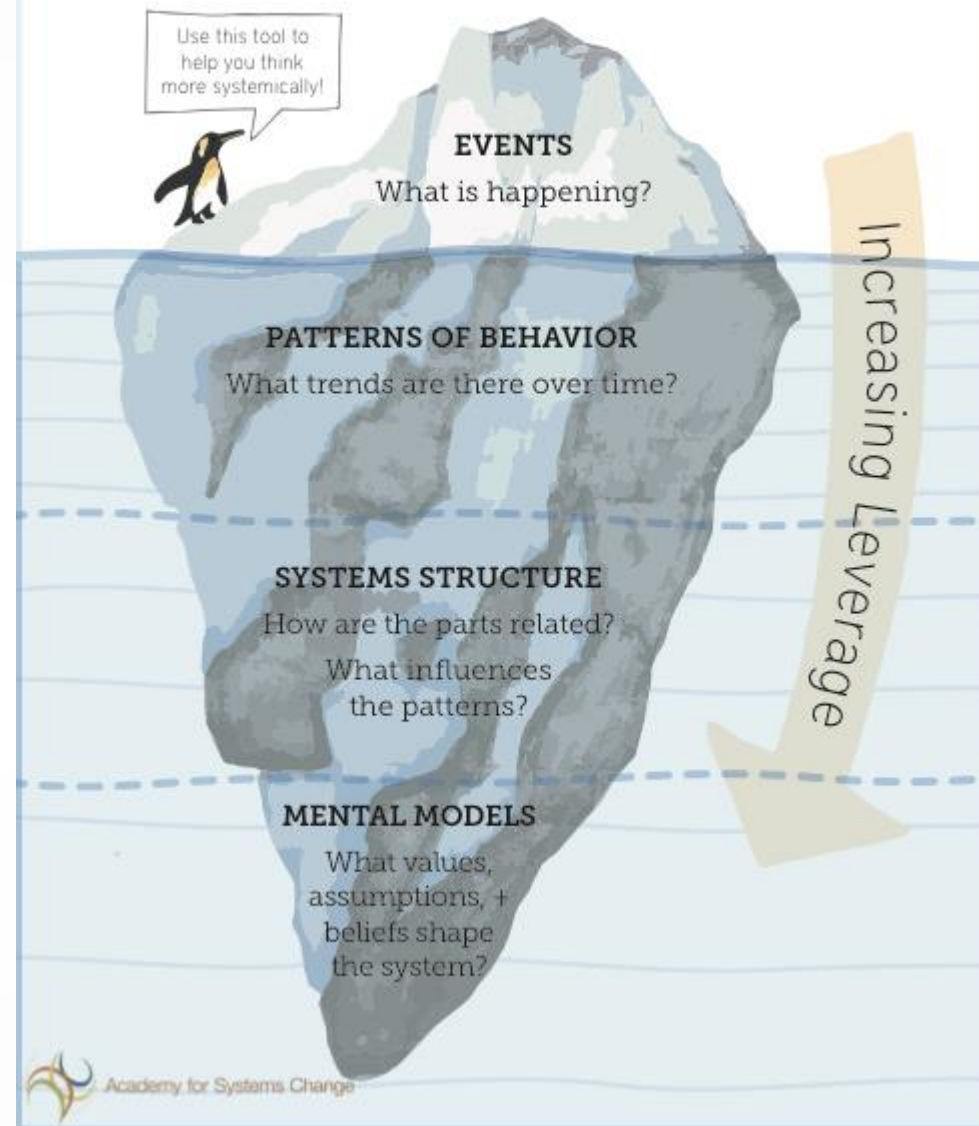 Use this tool to
help you think
more systemically!
EVENTS
What is happening?
PATTERNS OF BEHAVIOR
What trends are there over time?
SYSTEMS STRUCTURE
How are the parts related?
What influences
the patterns?
MENTAL MODELS
What values,
assumptions, +
beliefs shape
the system?
Increasing Leverage
Academy for Systems Change